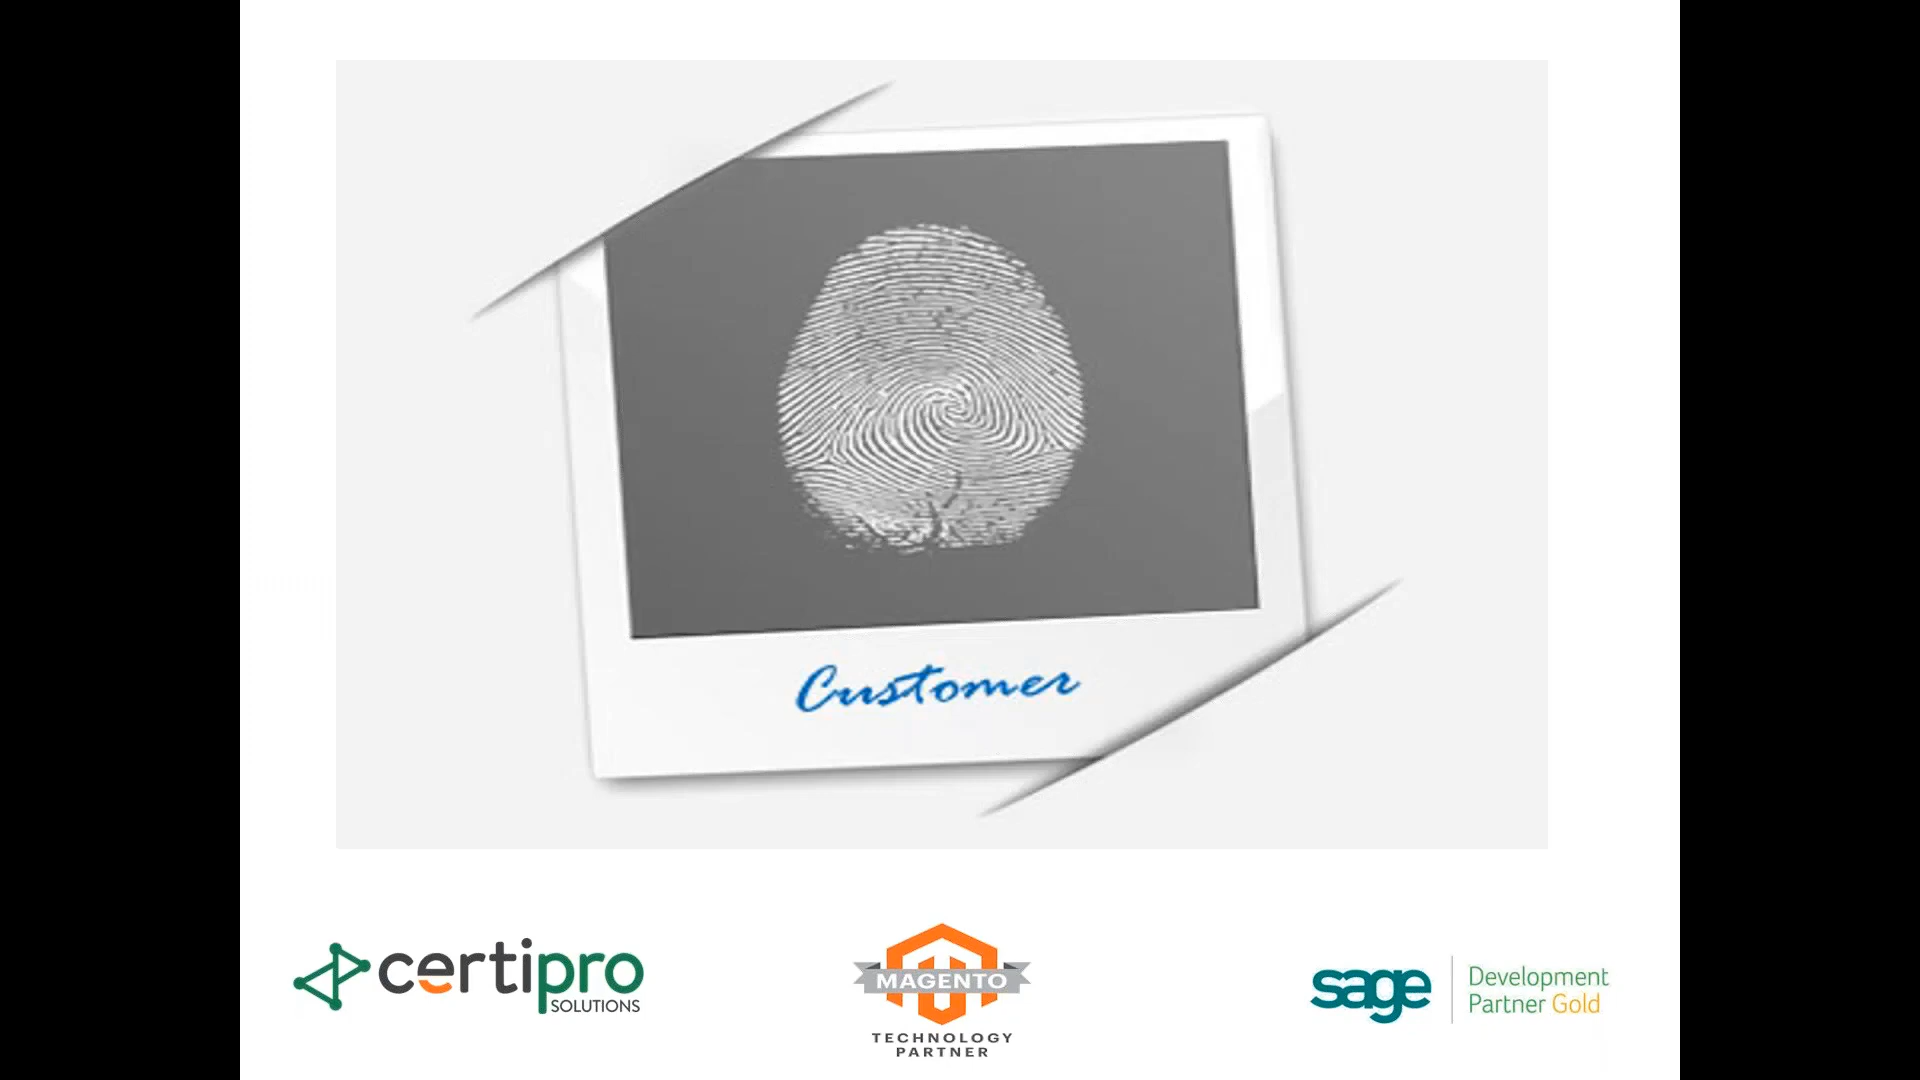 Customer
certipro
SOLUTIONS
MAGENTO
TECHNOLOGY
PARTNER
sage
Development
Partner Gold